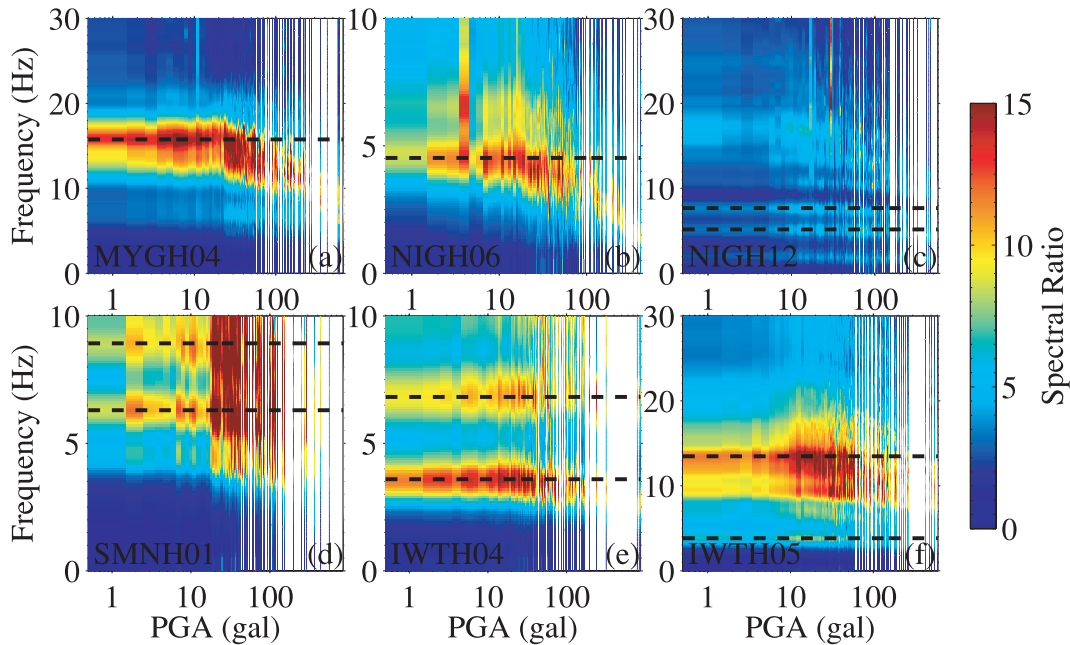 30
20
10
0
Frequency (Hz)
MYGH04
(a)
1
10
100
10
5
0
NIGH06
(b)
1
10
100
30
20
10
0
NIGH12
(c)
1
10
100
10
5
0
Frequency (Hz)
SMNH01
(d)
1
10
100
PGA (gal)
10
5
0
IWTH04
(e)
1
10
100
PGA (gal)
30
20
10
0
IWTH05
(f)
1
10
100
PGA (gal)
15
10
5
0
Spectral Ratio